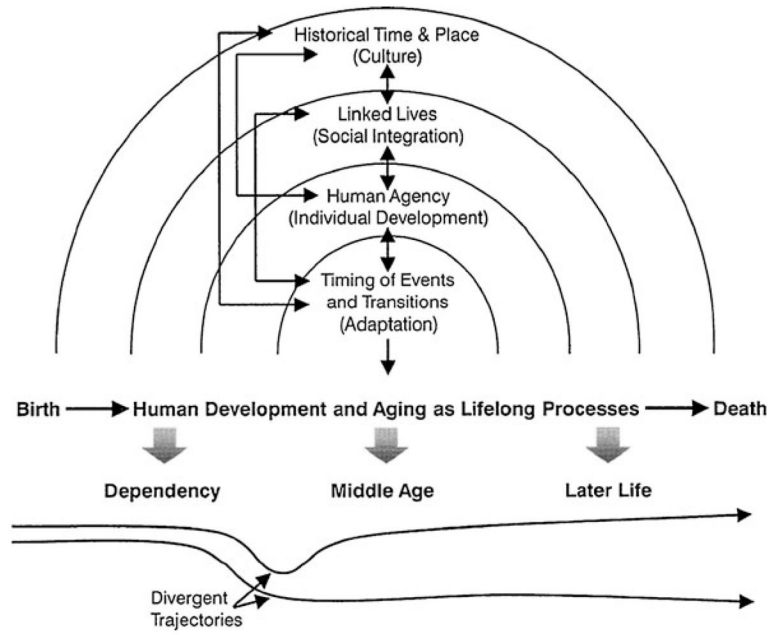 Historical Time & Place
(Culture)
Linked Lives
(Social Integration)
Human Agency
(Individual Development)
Timing of Events
and Transitions
(Adaptation)
Birth Human Development and Aging as Lifelong Processes Death
Dependency Middle Age Later Life
Divergent
Trajectories